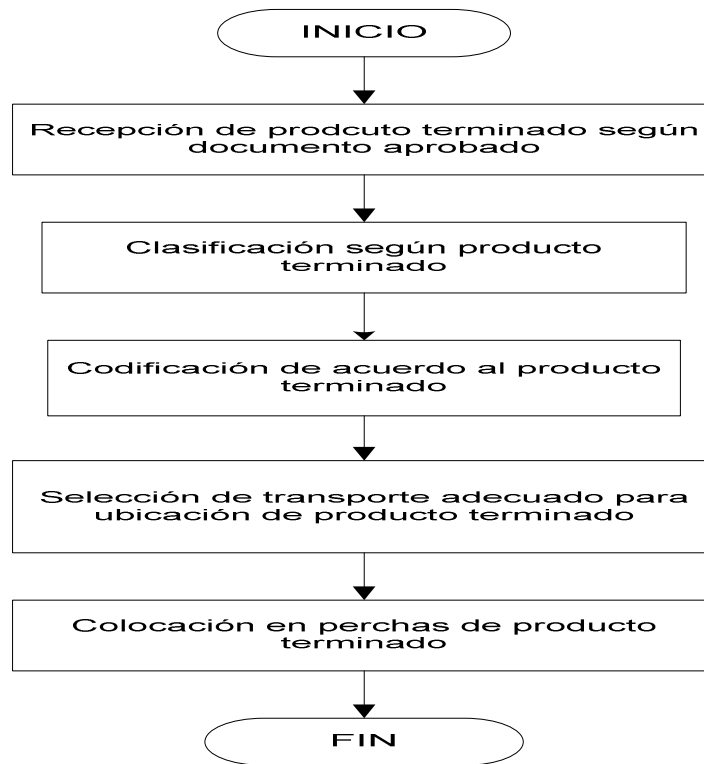 INICIO
Recepción de prodcuto terminado según
documento aprobado
Clasificación según producto
terminado
Codificación de acuerdo al producto
terminado
Selección de transporte adecuado para
ubicación de producto terminado
Colocación en perchas de producto
terminado
FIN